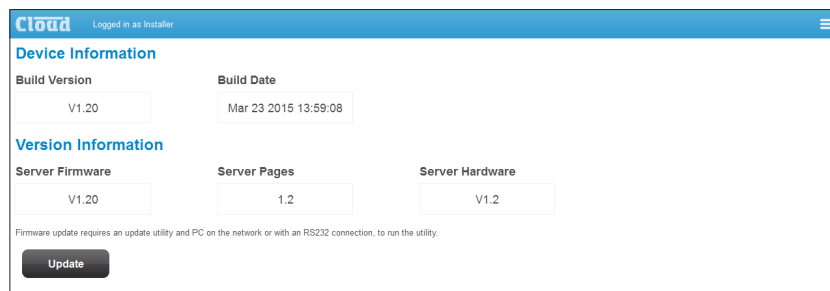 Cloud Logged in as Installer
Device Information
Build Version Build Date
V1.20 Mar 23 2015 13:59:08
Version Information
Server Firmware Server Pages Server Hardware
V1.20 1.2 V1.2
Firmware update requires an update utility and PC on the network or with an RS232 connection, to run the utility.
Update